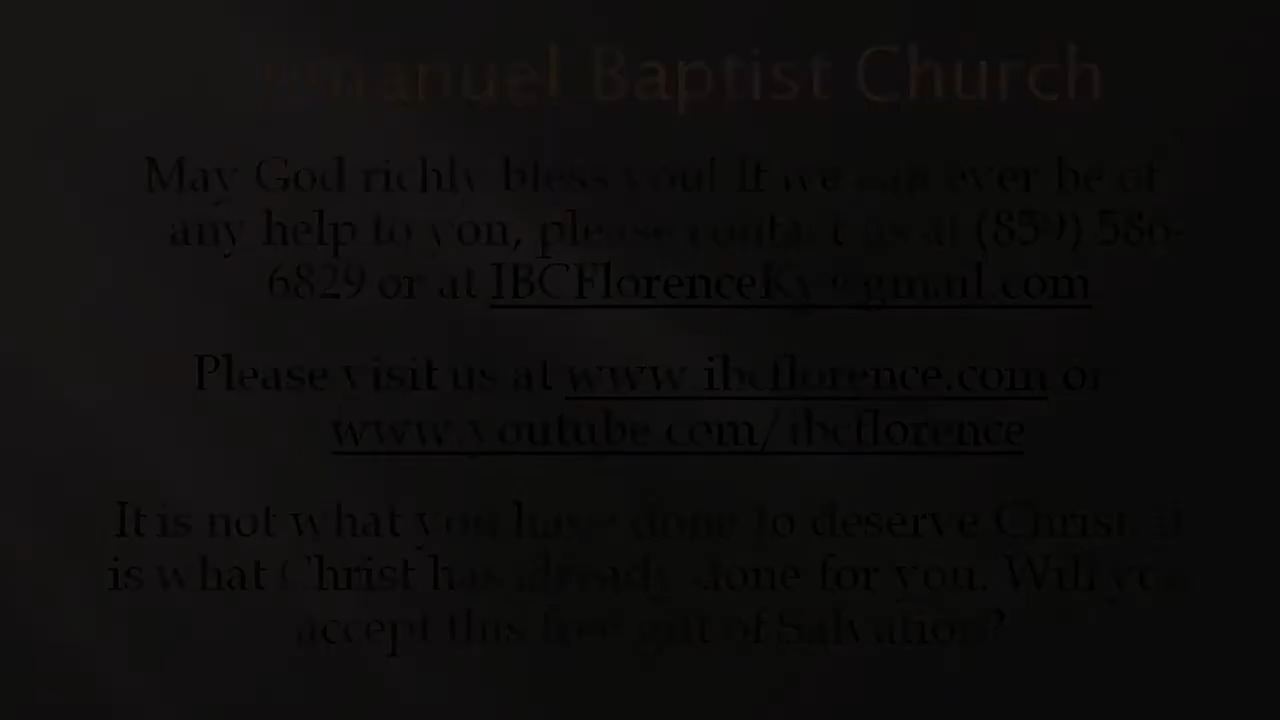 Immanuel Baptist Church
May God richly bless you! If we can ever be of
any help to you, please contact us at (859) 586-
6829 or at IBCFlorenceKy@gmail.com
Please visit us at www.ibcflorence.com or
www.youtube.com/ibcflorence
It is not what you have done to deserve Christ, it
is what Christ has already done for you. Will you
accept this free gift of Salvation?